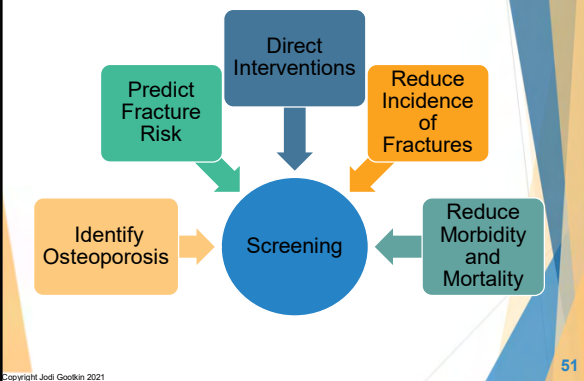 Direct
Interventions
Predict
Fracture
Risk
Reduce
Incidence
of
Fractures
Identify
Osteoporosis
Screening
Reduce
Morbidity
and
Mortality
Copyright Jodi Gootkin 2021
51